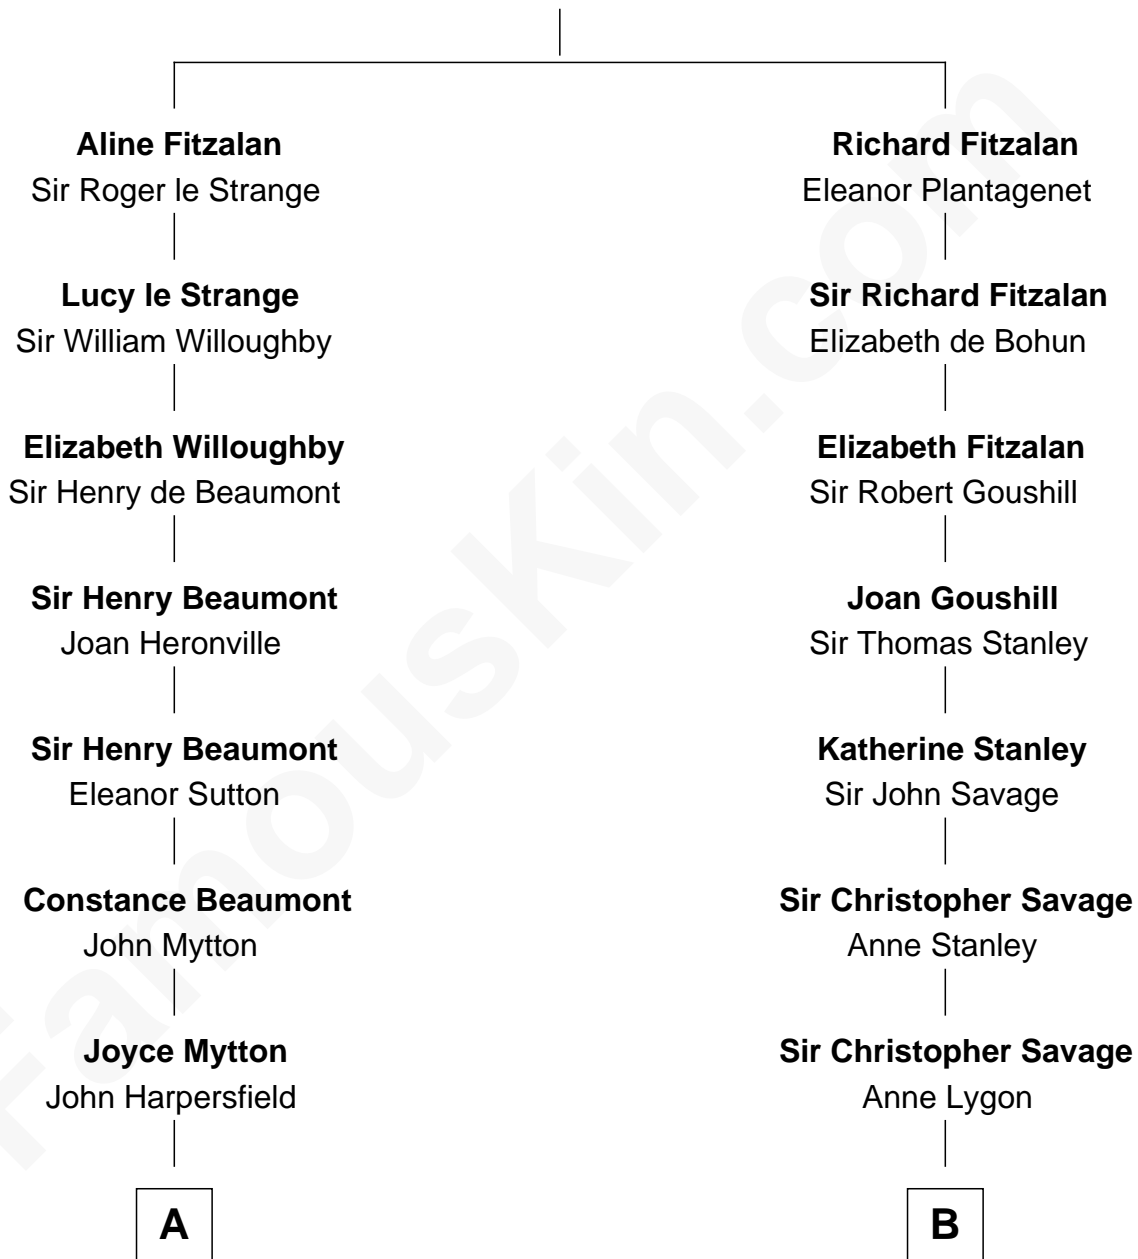 Aline Fitzalan
Sir Roger le Strange
Lucy le Strange
Sir William Willoughby
Elizabeth Willoughby
Sir Henry de Beaumont
Sir Henry Beaumont
Joan Heronville
Sir Henry Beaumont
Eleanor Sutton
Constance Beaumont
John Mytton
Joyce Mytton
John Harpersfield
A
Richard Fitzalan
Eleanor Plantagenet
Sir Richard Fitzalan
Elizabeth de Bohun
Elizabeth Fitzalan
Sir Robert Goushill
Joan Goushill
Sir Thomas Stanley
Katherine Stanley
Sir John Savage
Sir Christopher Savage
Anne Stanley
Sir Christopher Savage
Anne Lygon
B
FamousKin.com